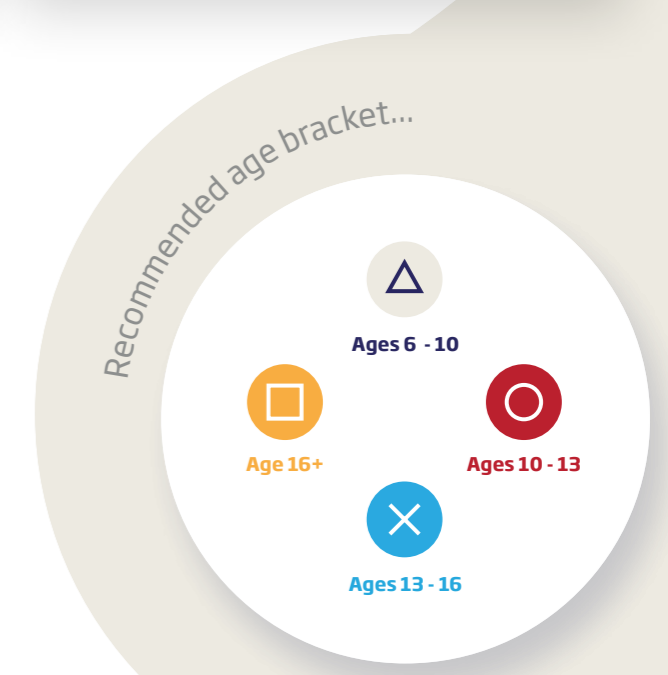 Recommended age bracket...
Ages 6 - 10
Age 16+
Ages 10 - 13
Ages 13 - 16